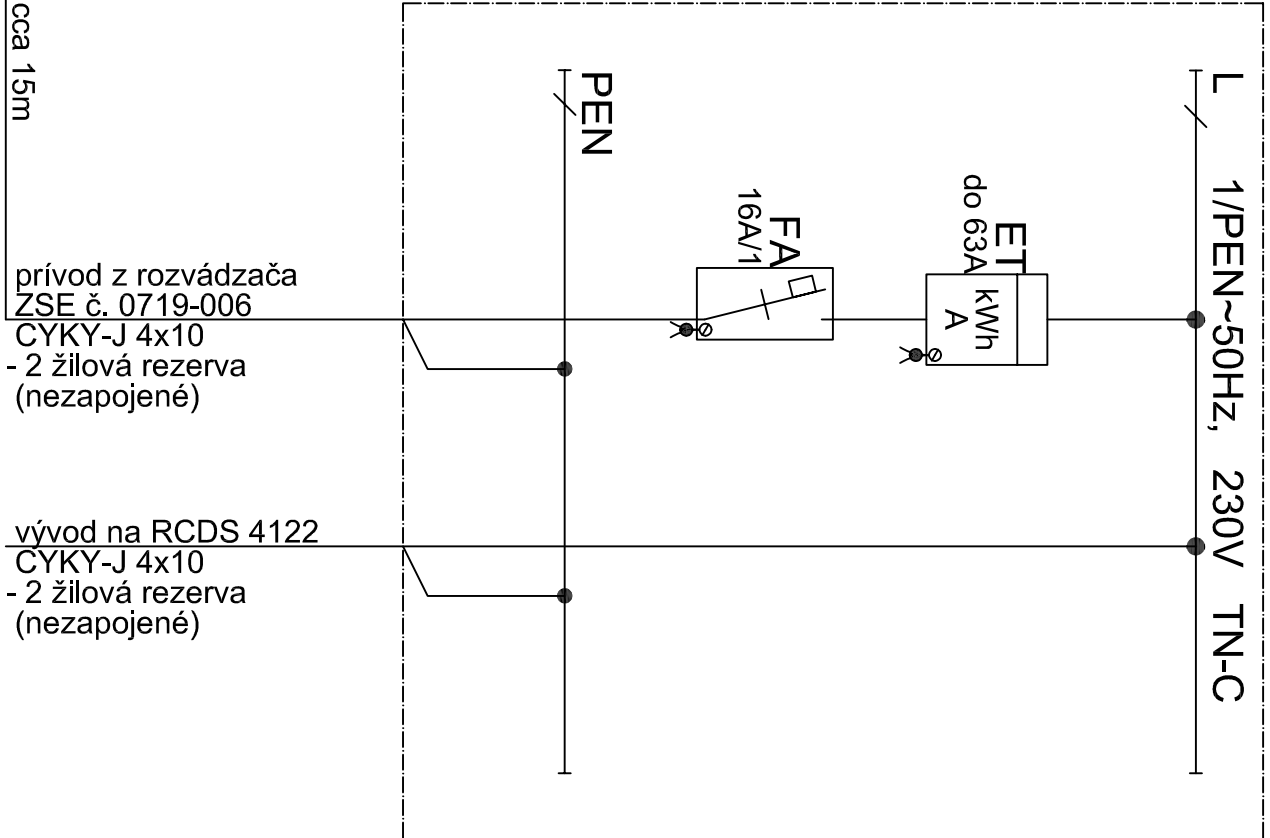 cca 15m
PEN
L 1/PEN~50Hz, 230V TN-C
FA
16A/1
ET
do 63A
kWh
A
prívod z rozvádzača
ZSE č. 0719-006
CYKY-J 4x10
- 2 žilová rezerva
(nezapojené)
vývod na RCDS 4122
CYKY-J 4x10
- 2 žilová rezerva
(nezapojené)